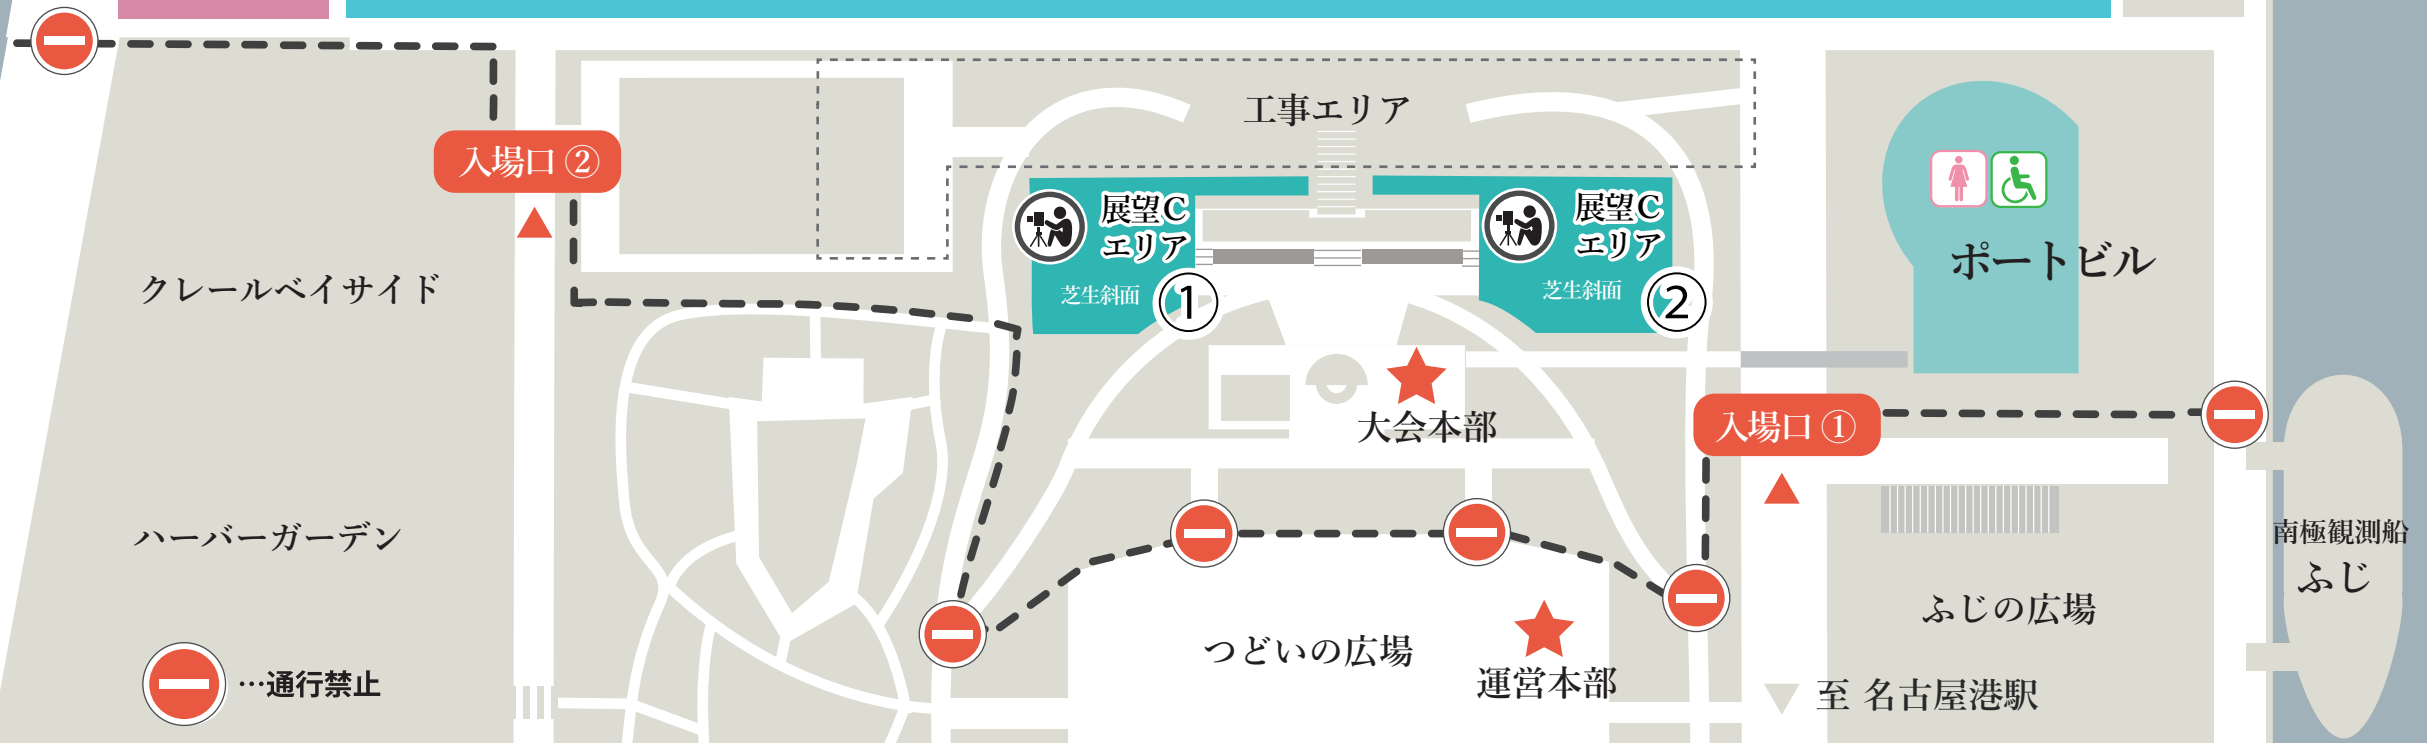 工事エリア
入場口 ②
展望C
エリア
芝生斜面
①
展望C
エリア
芝生斜面
②
ポートビル
クレールベイサイド
大会本部
入場口 ①
ハーバーガーデン
南極観測船
ふじ
ふじの広場
つどいの広場
運営本部
至 名古屋港駅
…通行禁止